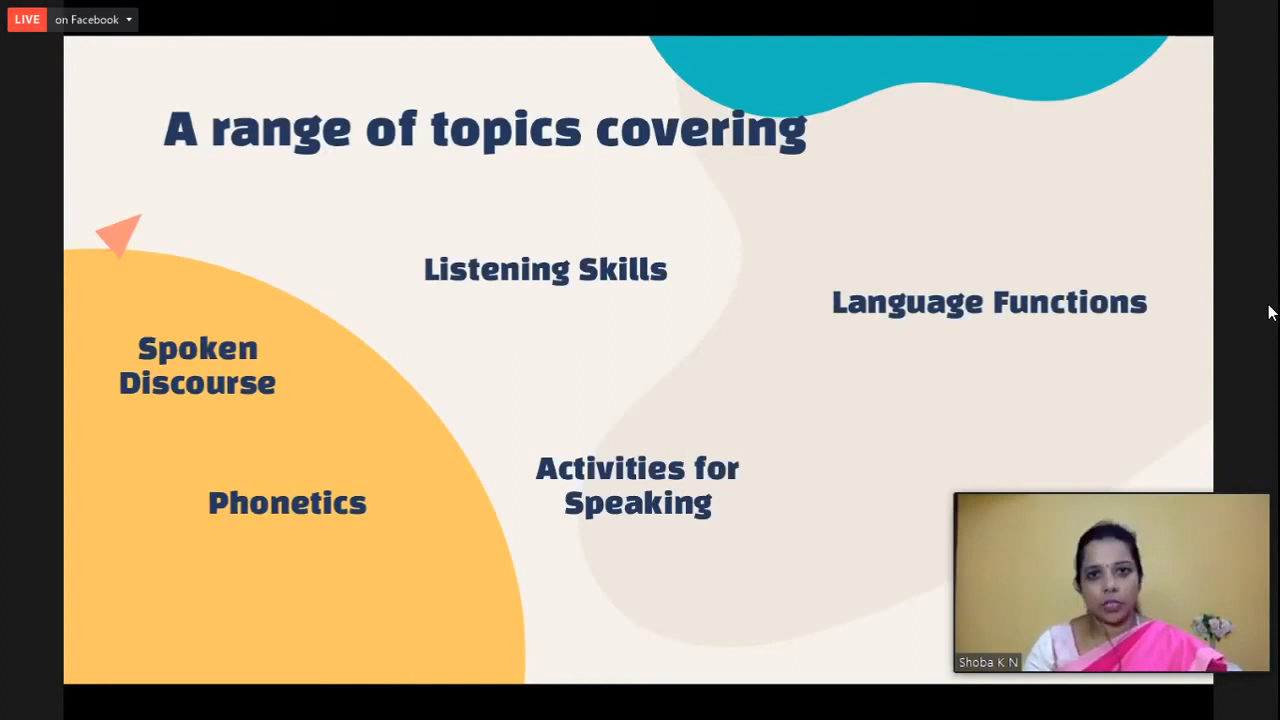 LIVE on Facebook
A range of topics covering
Listening Skills
Language Functions
Spoken
Discourse
Activities for
Speaking
Phonetics
Shoba K N